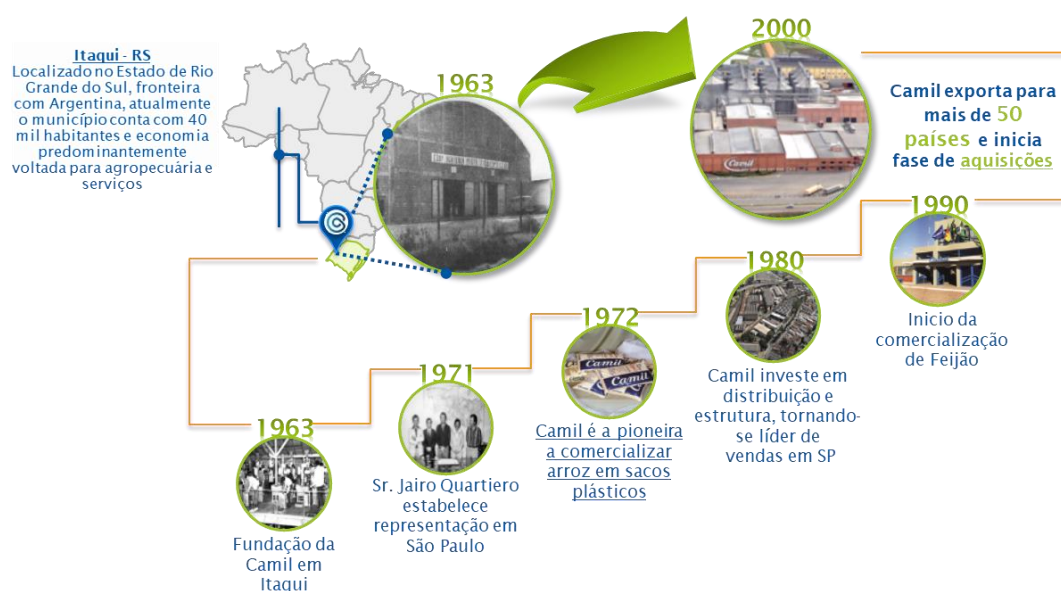 Itaqui - RS
Localizado no Estado de Rio
Grande do Sul, fronteira
com Argentina, atualmente
o município conta com 40
mil habitantes e economia
predominantemente
voltada para agropecuária e
serviços
1963
2000
Camil
Camil exporta para
mais de 50
países e inicia
fase de aquisições
1963
Fundação da
Camil em
Itaqui
1971
Sr. Jairo Quartiero
estabelece
representação em
São Paulo
1972
Camil
Camil
Camil é a pioneira
a comercializar
arroz em sacos
plásticos
1980
Camil investe em
distribuição e
estrutura, tornando-
se líder de
vendas em SP
1990
Inicio da
comercialização
de Feijão